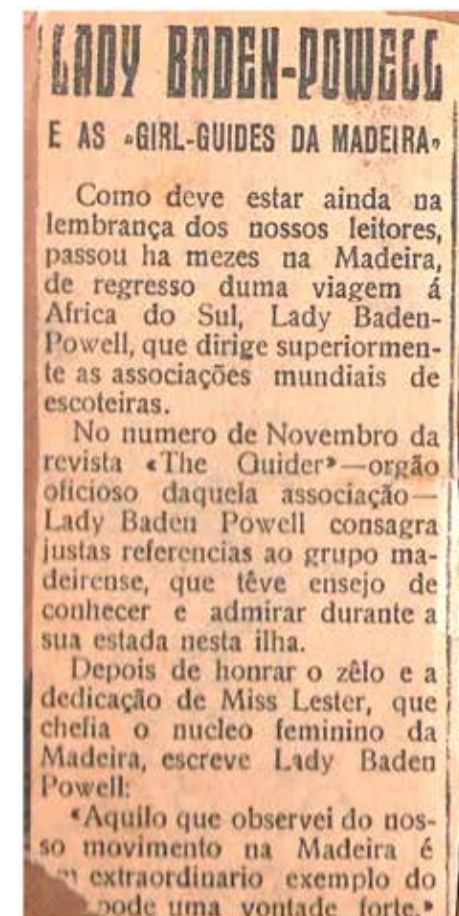 LADY BADEN-POWELL
E AS «GIRL-GUIDES DA MADEIRA»
Como deve estar ainda na
lembrança dos nossos leitores,
passou ha mezes na Madeira,
de regresso duma viagem á
Africa do Sul, Lady Baden-
Powell, que dirige superiormen-
te as associações mundiais de
escoteiras.
No numero de Novembro da
revista «The Guider»—orgão
oficioso daquela associação—
Lady Baden Powell consagra
justas referencias ao grupo ma-
deirense, que têve ensejo de
conhecer e admirar durante a
sua estada nesta ilha.
Depois de honrar o zêlo e a
dedicação de Miss Lester, que
chefia o nucleo feminino da
Madeira, escreve Lady Baden
Powell:
«Aquilo que observei do nos-
so movimento na Madeira é
extraordinario exemplo do
pode uma vontade forte.»